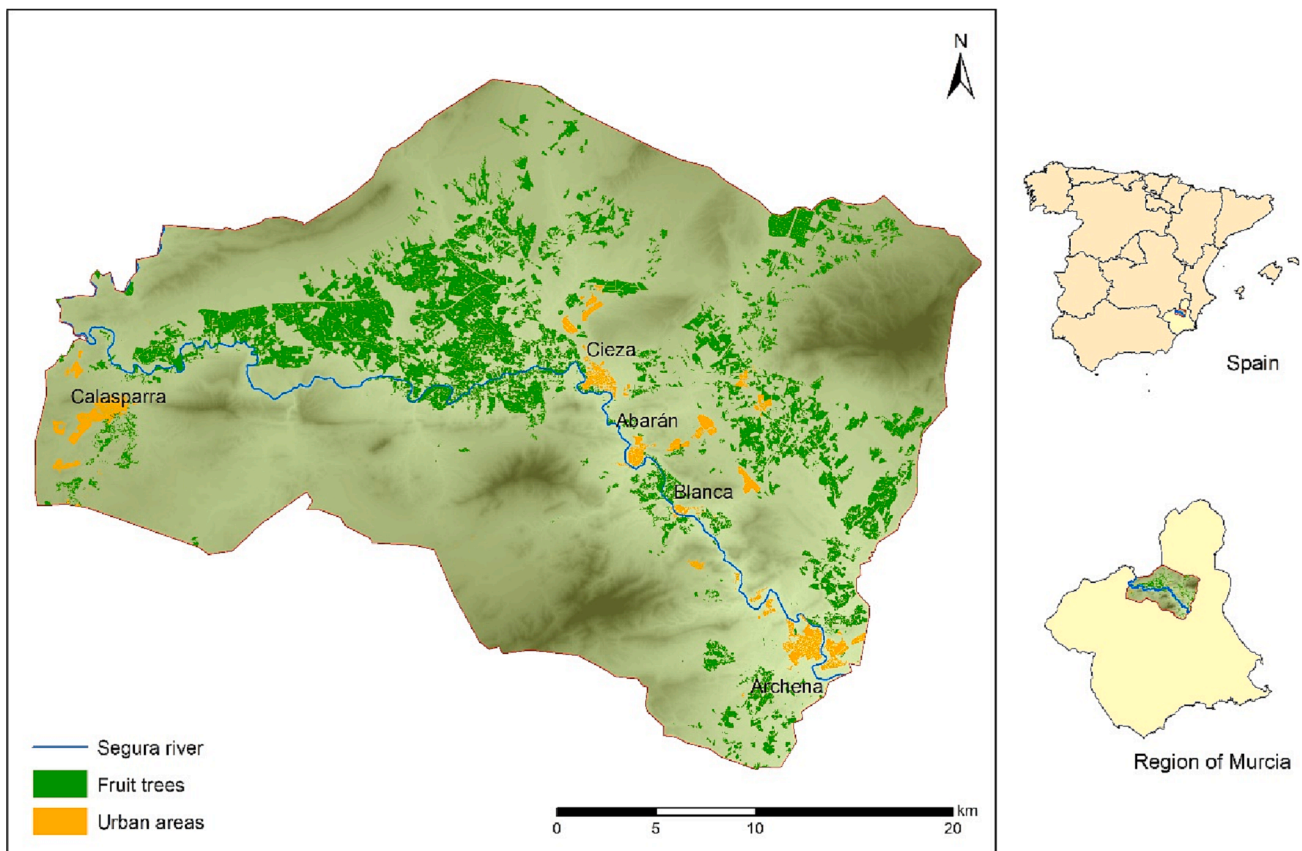 N
Cieza
Calasparra
Abarán
Blanca
Archena
Segura river
Fruit trees
Urban areas
km
0 5 10 20
Spain
Region of Murcia